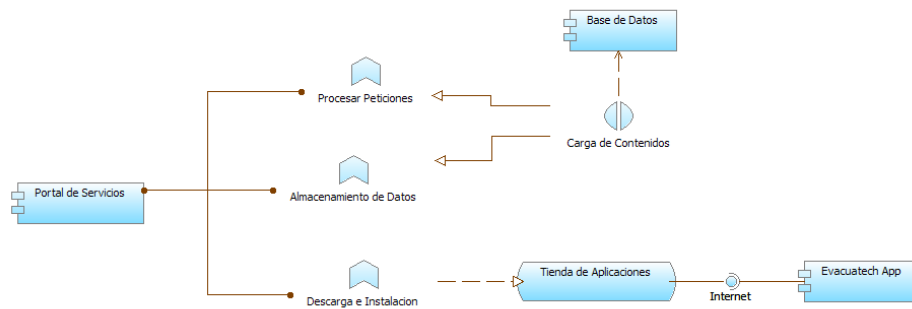 Base de Datos
Procesar Peticiones
Carga de Contenidos
Portal de Servicios
Almacenamiento de Datos
Tienda de Aplicaciones
Evacuatech App
Internet
Descarga e Instalacion